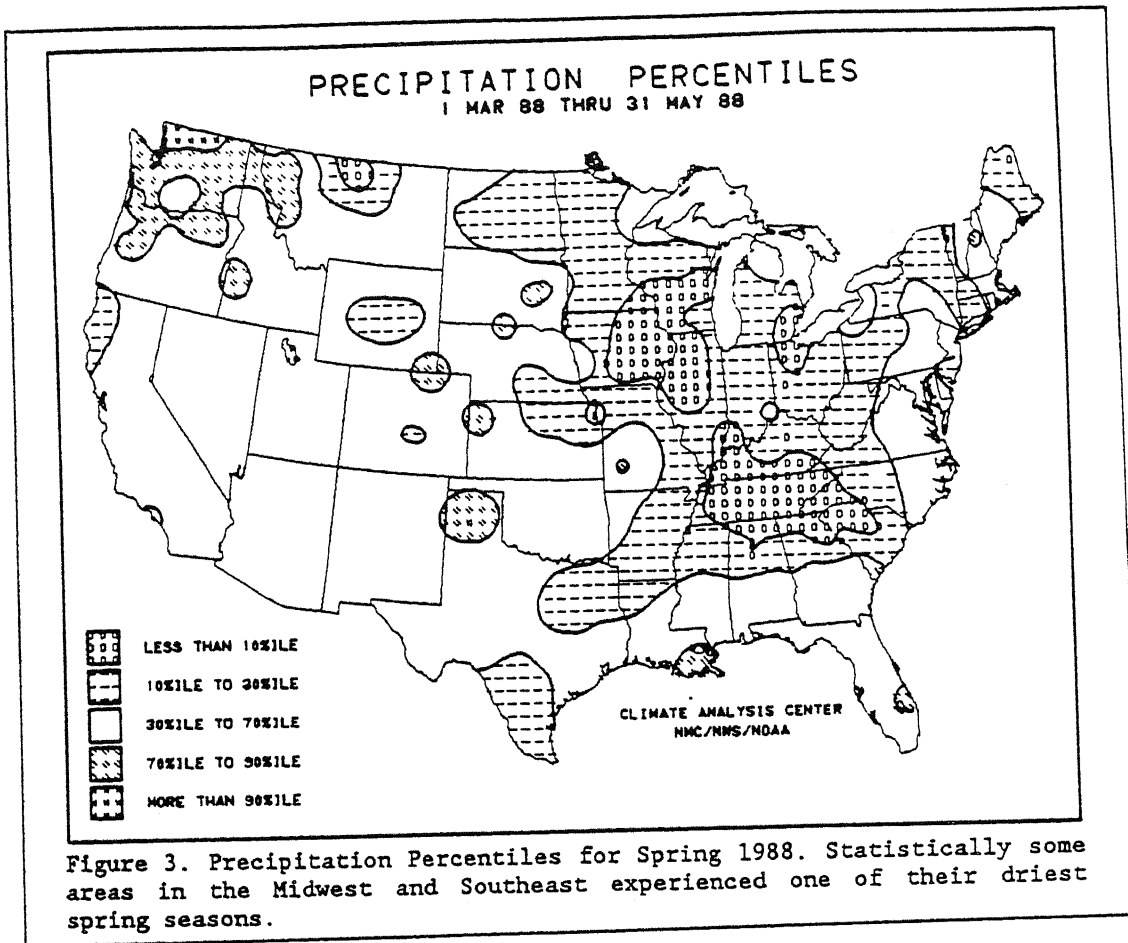 PRECIPITATION PERCENTILES
1 MAR 88 THRU 31 MAY 88
LESS THAN 10%ILE
10%ILE TO 30%ILE
30%ILE TO 70%ILE
70%ILE TO 90%ILE
MORE THAN 90%ILE
CLIMATE ANALYSIS CENTER
NMC/NWS/NOAA
Figure 3. Precipitation Percentiles for Spring 1988. Statistically some
areas in the Midwest and Southeast experienced one of their driest
spring seasons.